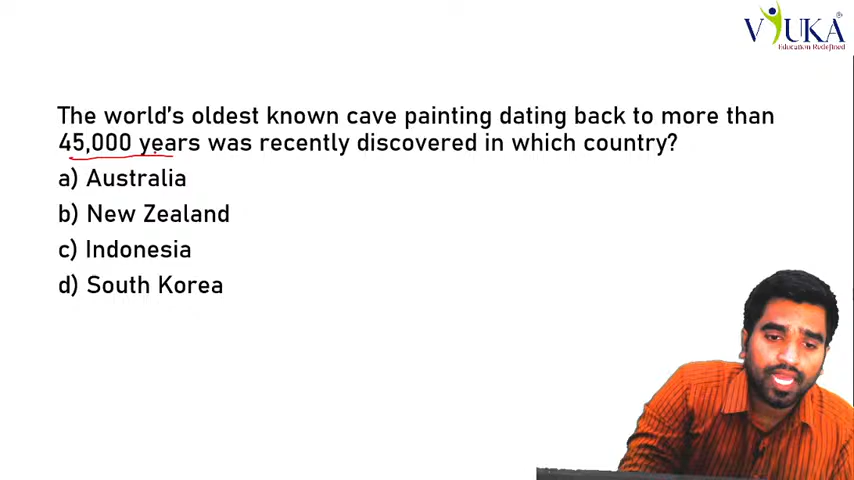 VYUKA
Education Redefined
The world's oldest known cave painting dating back to more than
45,000 years was recently discovered in which country?
a) Australia
b) New Zealand
c) Indonesia
d) South Korea